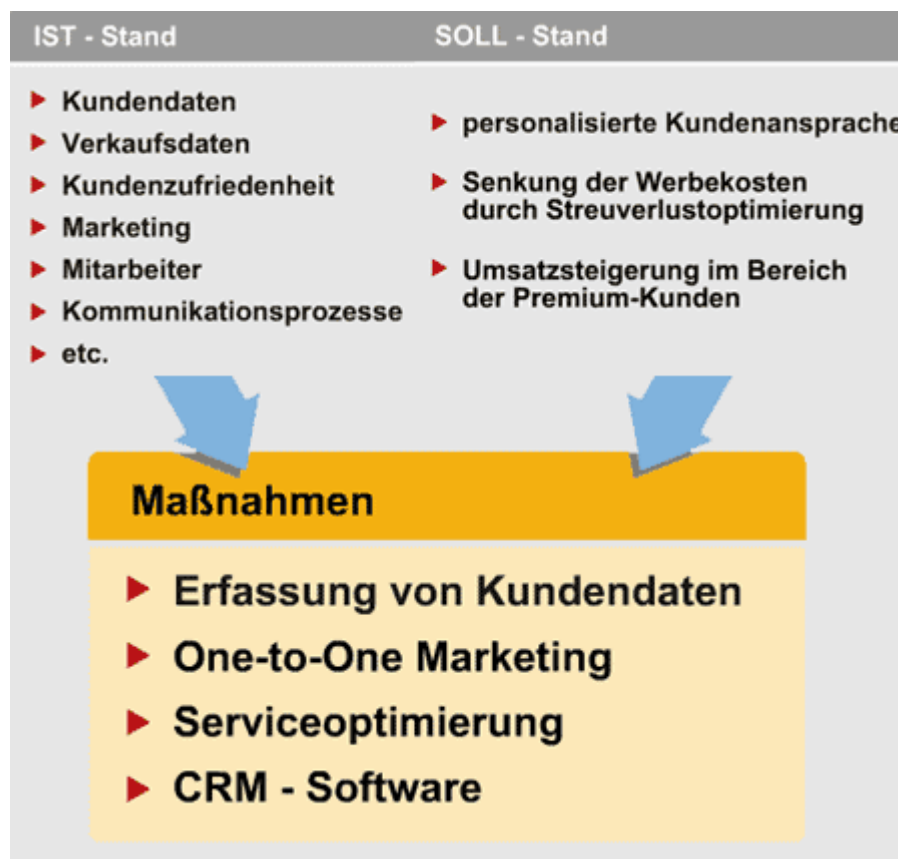 IST - Stand
SOLL - Stand
Kundendaten
Verkaufsdaten
Kundenzufriedenheit
Marketing
Mitarbeiter
Kommunikationsprozesse
etc.
personalisierte Kundenansprache
Senkung der Werbekosten
durch Streuverlustoptimierung
Umsatzsteigerung im Bereich
der Premium-Kunden
Maßnahmen
Erfassung von Kundendaten
One-to-One Marketing
Serviceoptimierung
CRM - Software